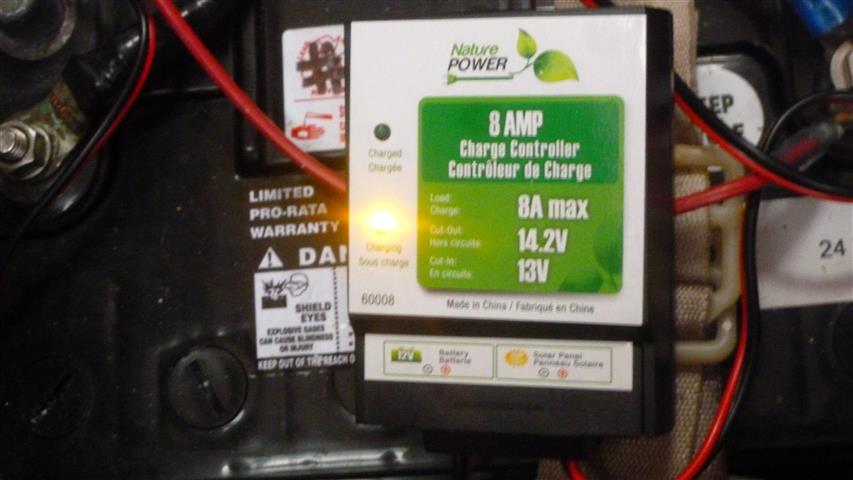 Nature
POWER
8 AMP
Charge Controller
Contrôleur de Charge
Charged
Chargée
Load:
Charge:
8A max
Cut-Out:
Hors circuits:
14.2V
Cut-In:
En circuits:
13V
Charging
Sous charge
60008
Made in China / Fabriqué en Chine
12V
Battery
Batterie
Solar Panel
Panneau Solaire
LIMITED
PRO-RATA
WARRANTY
DAN
SHIELD
EYES
EXPLOSIVE GASES
CAN CAUSE BLINDNESS
OR INJURY
KEEP OUT OF THE REACH O
EEP
24